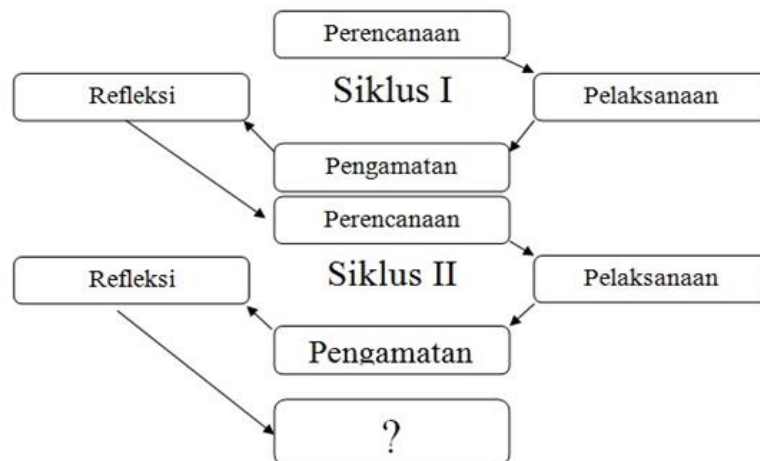 Perencanaan
Siklus I
Refleksi
Pelaksanaan
Pengamatan
Perencanaan
Siklus II
Refleksi
Pelaksanaan
Pengamatan
?